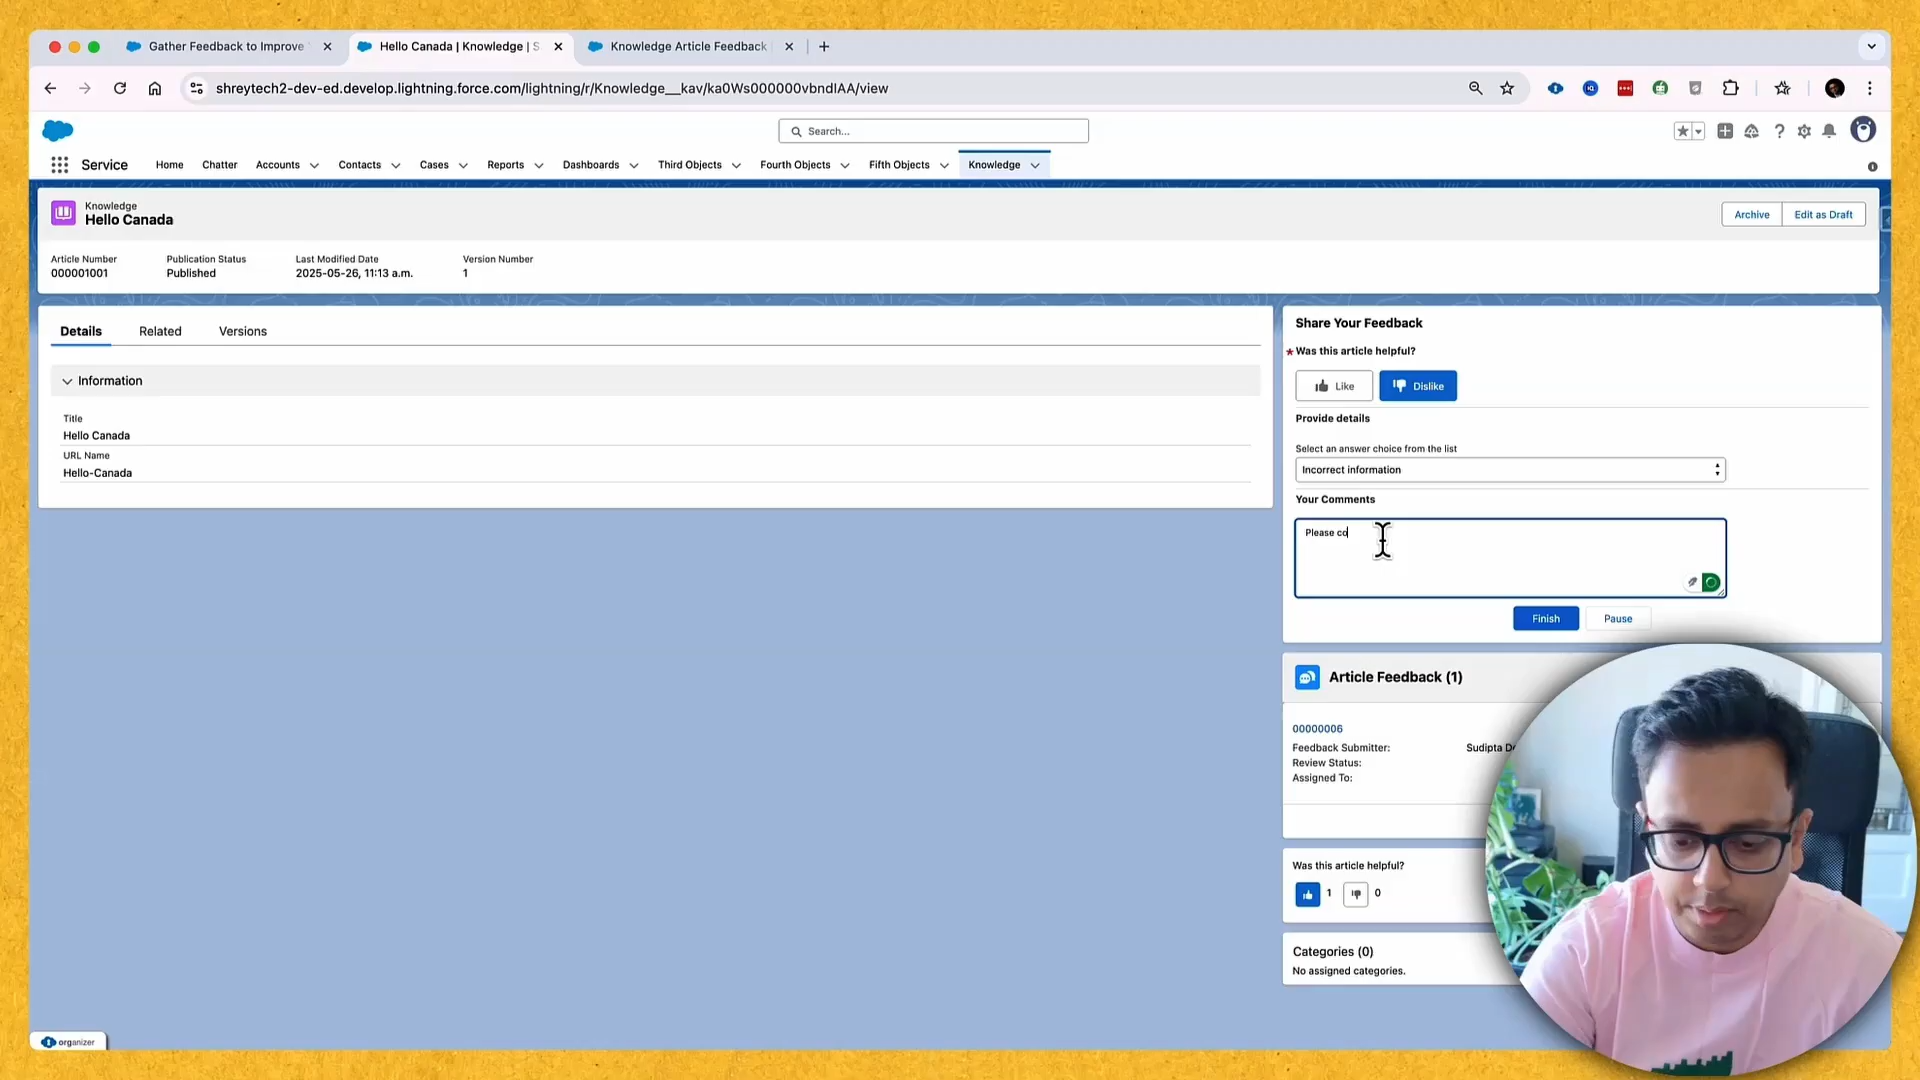 Gather Feedback to Improve
Hello Canada | Knowledge | S
Knowledge Article Feedback
shreytech2-dev-ed.develop.lightning.force.com/lightning/r/Knowledge__kav/ka0Ws000000vbndIAA/view
Search...
Service
Home
Chatter
Accounts
Contacts
Cases
Reports
Dashboards
Third Objects
Fourth Objects
Fifth Objects
Knowledge
Knowledge
Hello Canada
Archive
Edit as Draft
Article Number
000001001
Publication Status
Published
Last Modified Date
2025-05-26, 11:13 a.m.
Version Number
1
Details
Related
Versions
Information
Title
Hello Canada
URL Name
Hello-Canada
Share Your Feedback
* Was this article helpful?
Like
Dislike
Provide details
Select an answer choice from the list
Incorrect information
Your Comments
Please co
Finish
Pause
Article Feedback (1)
00000006
Feedback Submitter: Sudipta De
Review Status:
Assigned To:
Was this article helpful?
1
0
Categories (0)
No assigned categories.
organizer